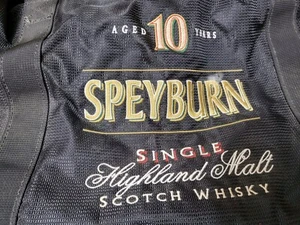 AGED 10 YEARS
SPEYBURN
SINGLE
Highland Malt
SCOTCH WHISKY